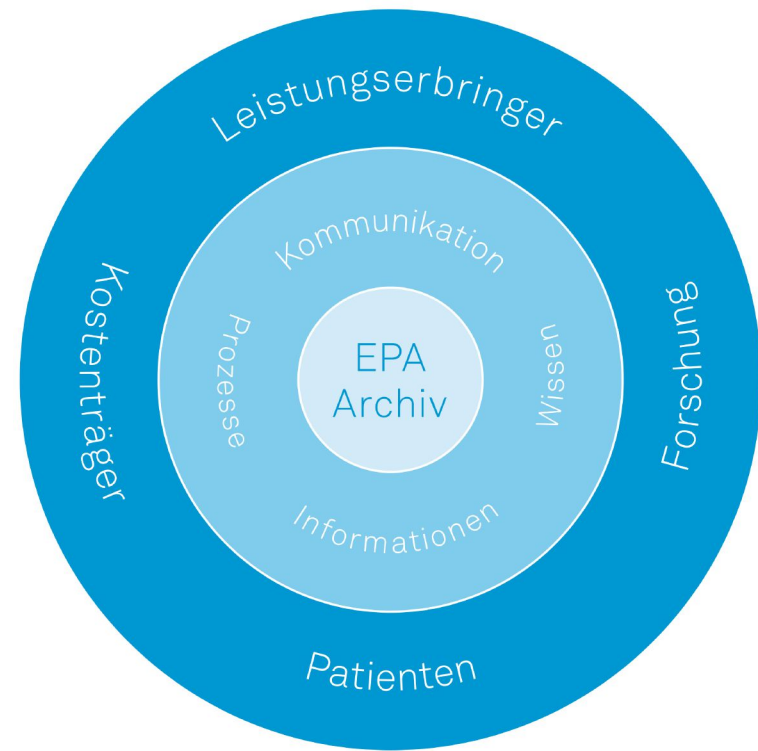 Leistungserbringer
Kommunikation
Kostenträger
Prozesse
EPA
Archiv
Wissen
Forschung
Informationen
Patienten